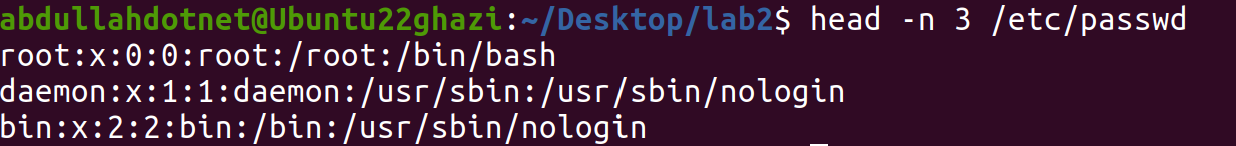 abdullahdotnet@Ubuntu22ghazi:~/Desktop/lab2$ head -n 3 /etc/passwd
root:x:0:0:root:/root:/bin/bash
daemon:x:1:1:daemon:/usr/sbin:/usr/sbin/nologin
bin:x:2:2:bin:/bin:/usr/sbin/nologin